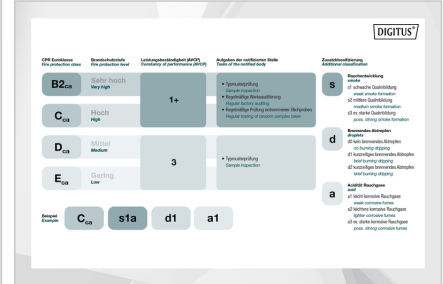 DIGITUS®
CPR Euroklasse
Fire protection class
Brandschutzstufe
Fire protection level
Leistungsbeständigkeit (AVCP)
Constancy of performance (AVCP)
Aufgaben der notifizierten Stelle
Tasks of the notified body
Zusatzklassifizierung
Additional classification
B2ca
Sehr hoch
Very high
1+
• Typmusterprüfung
Sample inspection
• Regelmäßige Werksauditierung
Regular factory auditing
• Regelmäßige Prüfung entnommener Stichproben
Regular testing of random samples taken
Cca
Hoch
High
Dca
Mittel
Medium
3
• Typmusterprüfung
Sample inspection
Eca
Gering
Low
s
Rauchentwicklung
smoke
s1 schwache Qualmbildung
weak smoke formation
s2 mittlere Qualmbildung
medium smoke formation
s3 ev. starke Qualmbildung
poss. strong smoke formation
d
Brennendes Abtropfen
droplets
d0 kein brennendes Abtropfen
no burning dripping
d1 kurzzeitiges brennendes Abtropfen
brief burning dripping
d2 kurzzeitiges brennendes Abtropfen
brief burning dripping
a
Acidität Rauchgase
acid
a1 leicht korrosive Rauchgase
weak corrosive fumes
a2 leichtere korrosive Rauchgase
lighter corrosive fumes
a3 ev. starke korrosive Rauchgase
poss. strong corrosive fumes
Beispiel
Example
Cca
s1a
d1
a1